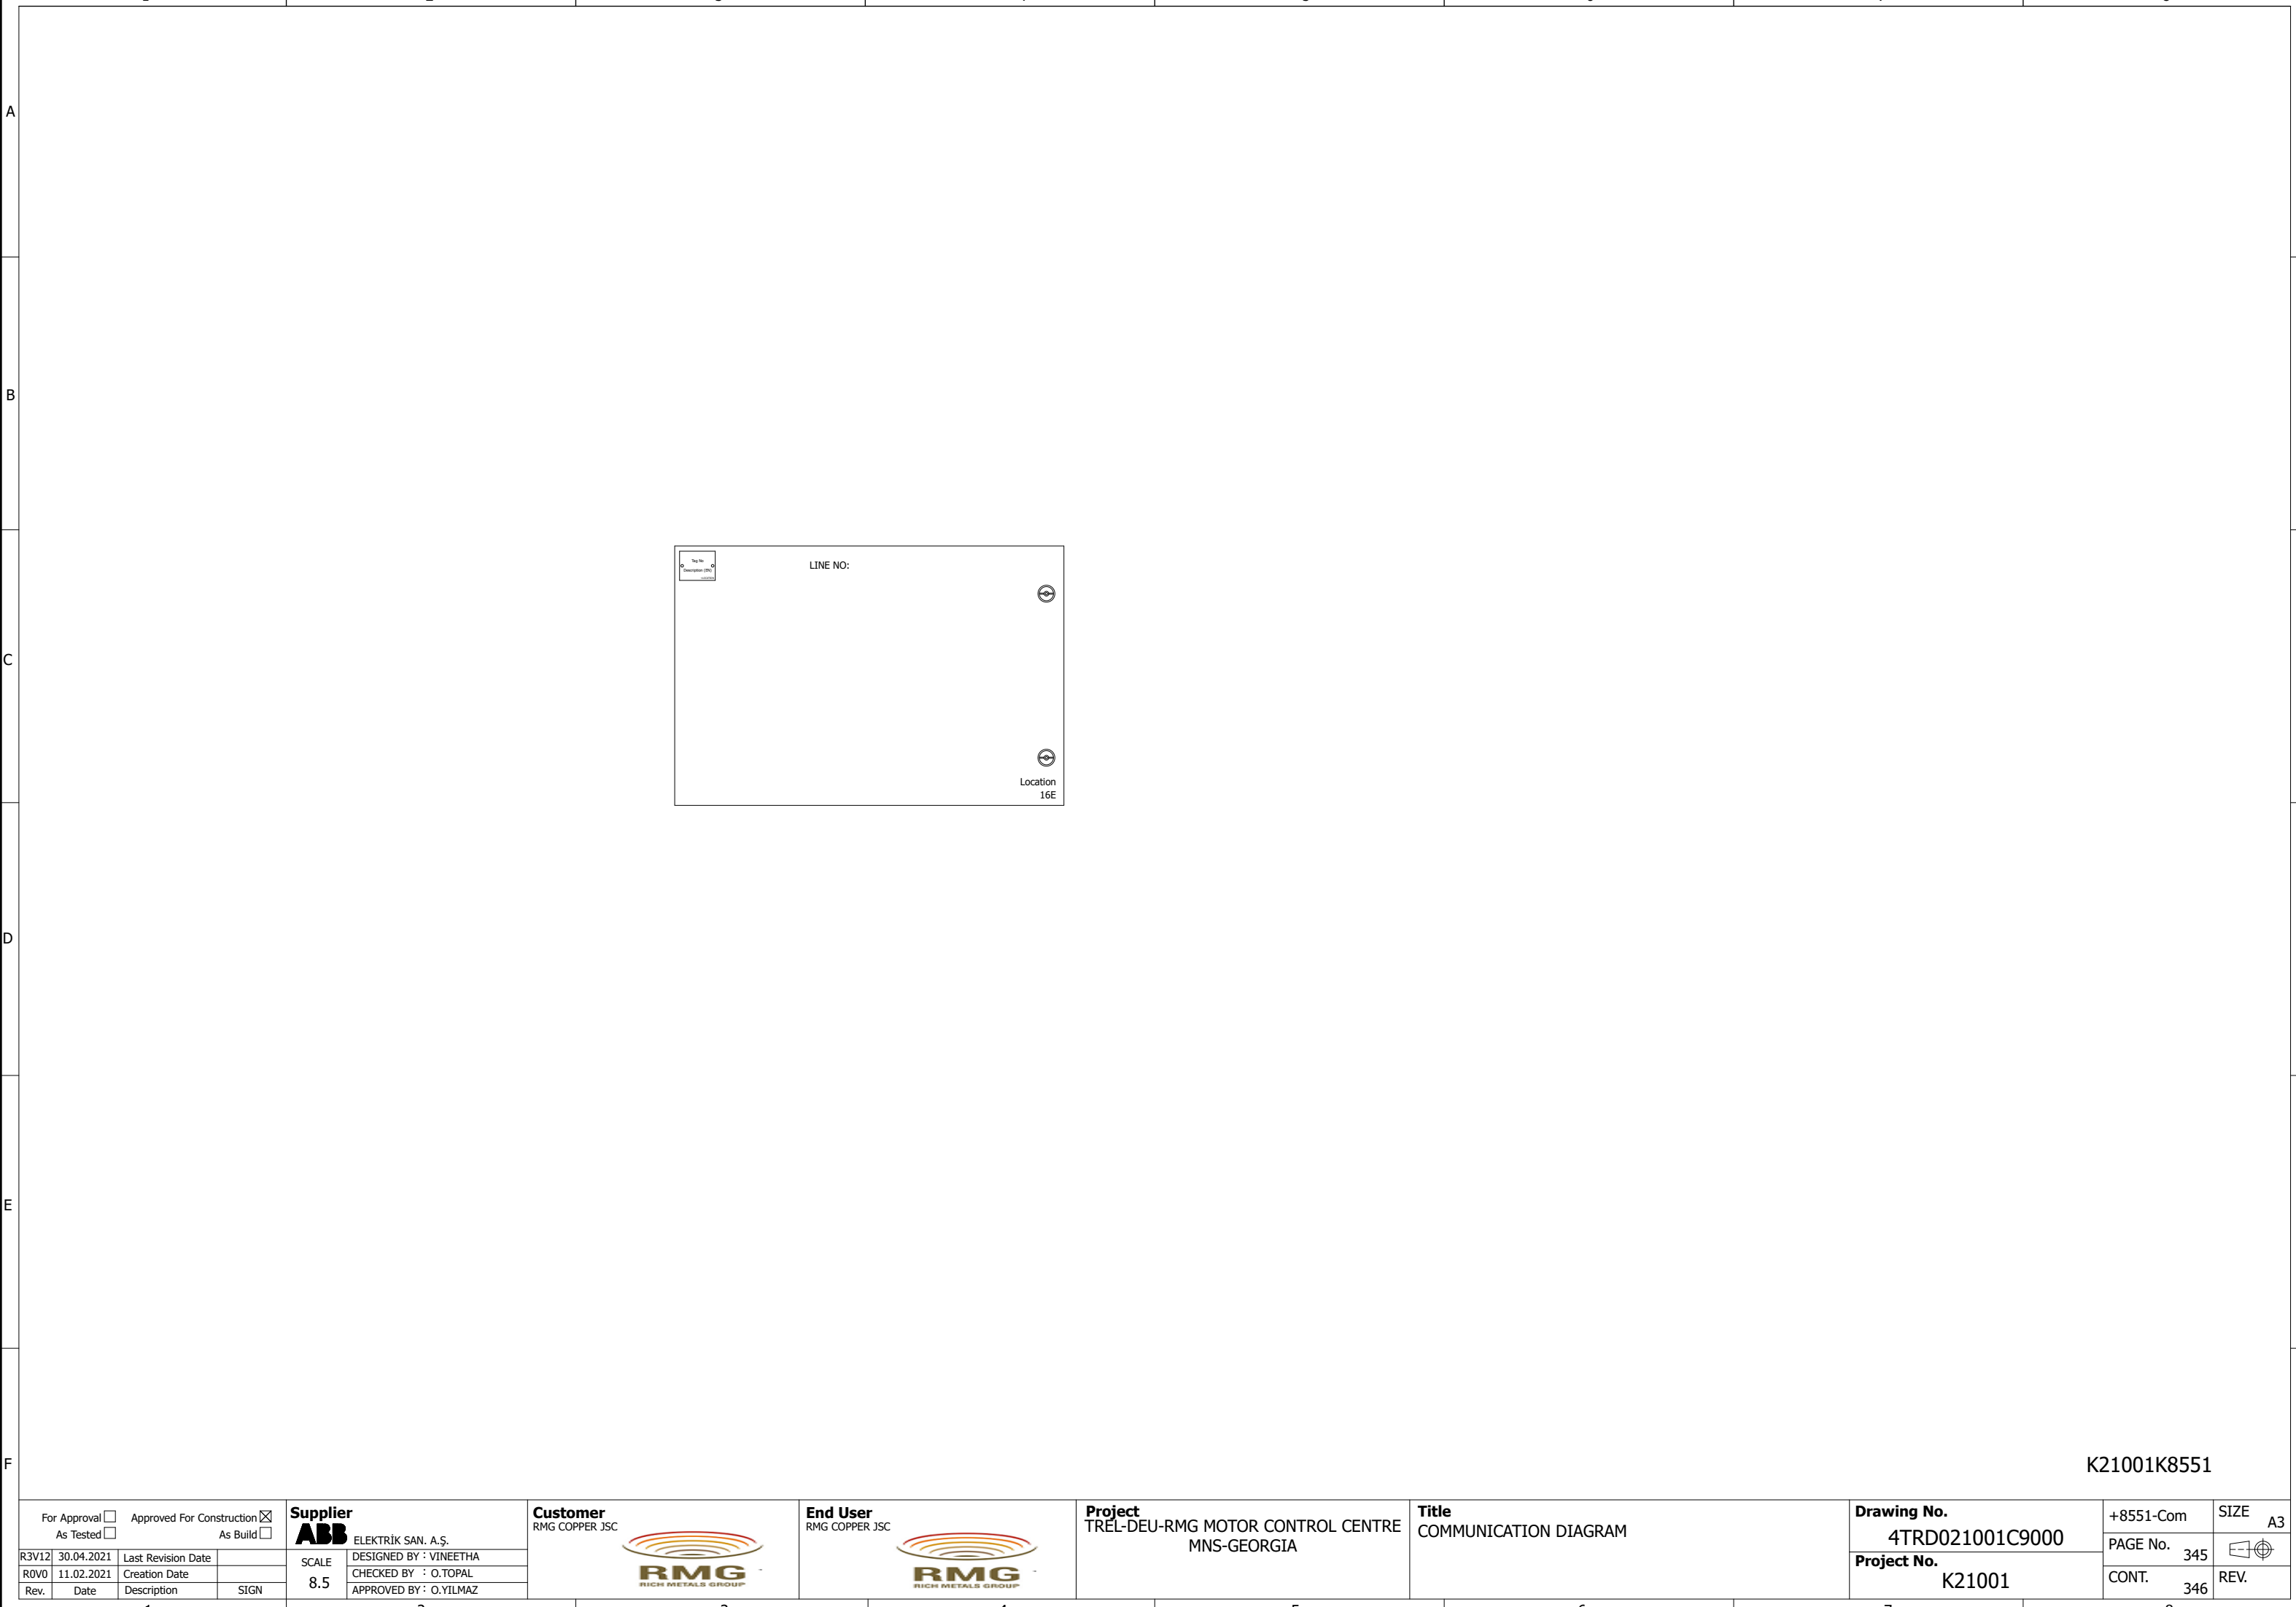 A
B
C
D
E
F
Tag No
Description (EN)
LINE NO:
Location
16E
K21001K8551
For Approval
Approved For Construction
As Tested
As Build
R3V12 30.04.2021 Last Revision Date
R0V0 11.02.2021 Creation Date
Rev. Date Description SIGN
Supplier
ABB ELEKTRİK SAN. A.Ş.
SCALE
8.5
DESIGNED BY : VINEETHA
CHECKED BY : O.TOPAL
APPROVED BY : O.YILMAZ
Customer
RMG COPPER JSC
RMG
RICH METALS GROUP
End User
RMG COPPER JSC
RMG
RICH METALS GROUP
Project
TREL-DEU-RMG MOTOR CONTROL CENTRE
MNS-GEORGIA
Title
COMMUNICATION DIAGRAM
Drawing No.
4TRD021001C9000
Project No.
K21001
+8551-Com
PAGE No. 345
CONT. 346
SIZE A3
REV.